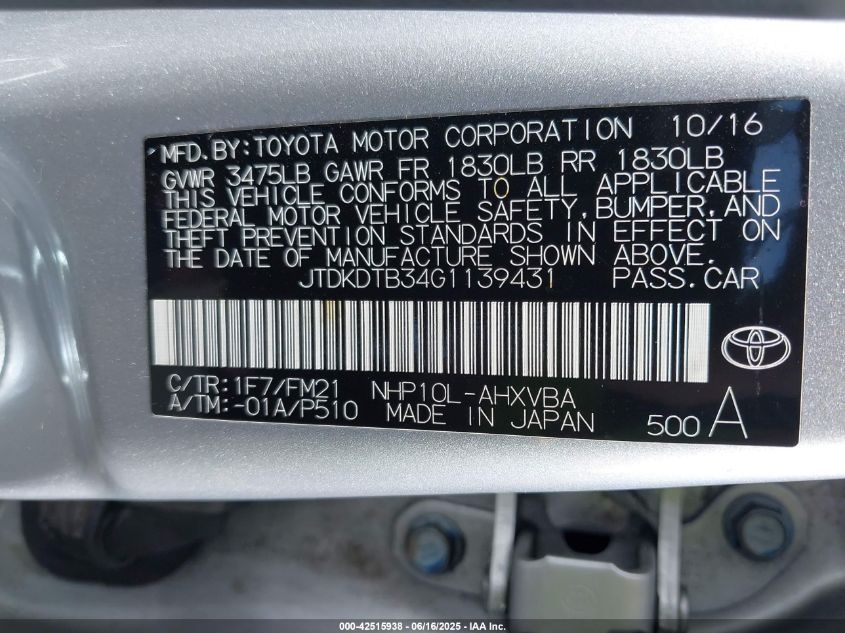 MFD.BY:TOYOTA MOTOR CORPORATION 10/16
GVWR 3475LB GAWR FR 1830LB RR 1830LB
THIS VEHICLE CONFORMS TO ALL APPLICABLE
FEDERAL MOTOR VEHICLE SAFETY,BUMPER,AND
THEFT PREVENTION STANDARDS IN EFFECT ON
THE DATE OF MANUFACTURE SHOWN ABOVE.
JTDKDTB34G1139431 PASS.CAR
C/TR:1F7/FM21 NHP10L-AHXVBA
A/TM:-01A/P510 MADE IN JAPAN 500 A
000-42515938 - 06/16/2025 - IAA Inc.